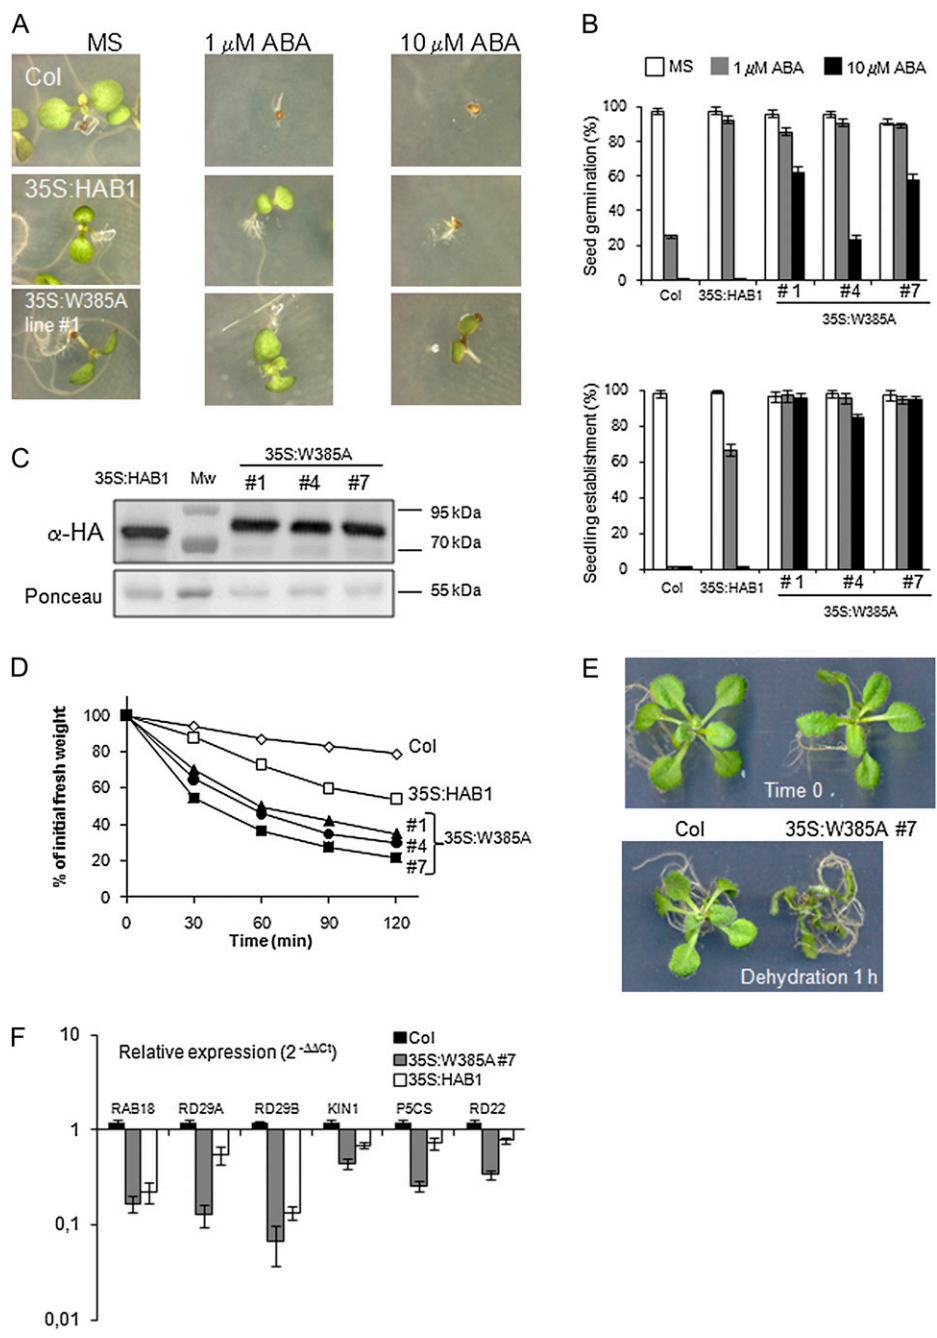 A
MS
1 µM ABA
10 µM ABA
Col
35S:HAB1
35S:W385A
line #1
B
MS
1 µM ABA
10 µM ABA
Seed germination (%)
100
80
60
40
20
0
Col
35S:HAB1
#1
#4
#7
35S:W385A
Seedling establishment (%)
100
80
60
40
20
0
Col
35S:HAB1
#1
#4
#7
35S:W385A
C
35S:HAB1
Mw
35S:W385A
#1
#4
#7
α-HA
95 kDa
70 kDa
Ponceau
55 kDa
D
% of initial fresh weight
100
80
60
40
20
0
0
30
60
90
120
Time (min)
Col
35S:HAB1
#1
#4
#7
35S:W385A
E
Time 0
Col
35S:W385A #7
Dehydration 1 h
F
Relative expression (2 -ΔΔCt)
Col
35S:W385A #7
35S:HAB1
10
1
0,1
0,01
RAB18
RD29A
RD29B
KIN1
P5CS
RD22